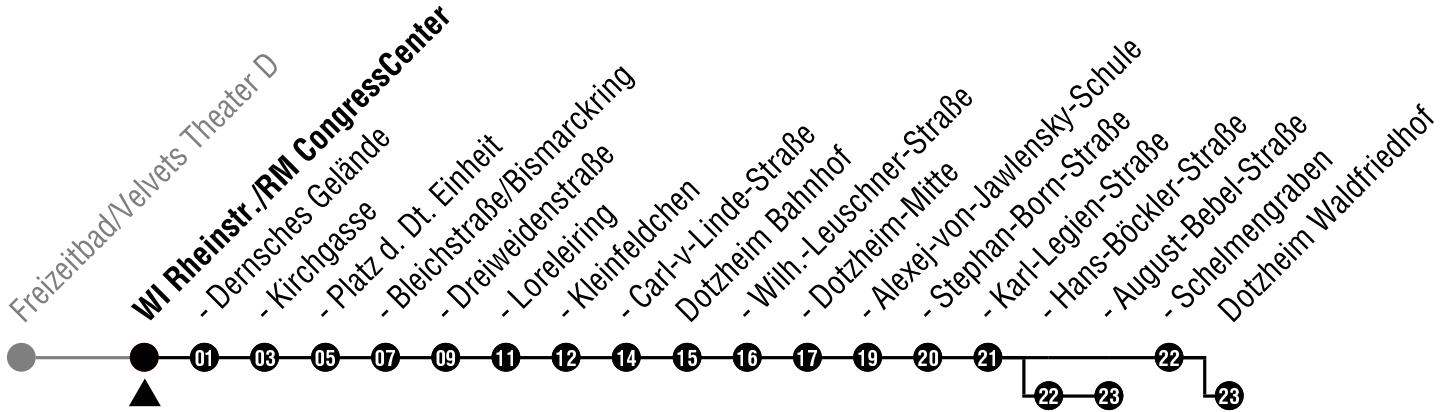 Freizeitbad/Velvets Theater D
WI Rheinstr./RM CongressCenter
- Dernsches Gelände
- Kirchgasse
- Platz d. Dt. Einheit
- Bleichstraße/Bismarckring
- Dreiweidenstraße
- Loreleiring
- Kleinfeldchen
- Carl-v-Linde-Straße
Dotzheim Bahnhof
- Wilh.-Leuschner-Straße
- Dotzheim-Mitte
- Alexej-von-Jawlensky-Schule
- Stephan-Born-Straße
- Karl-Legien-Straße
- Hans-Böckler-Straße
- August-Bebel-Straße
- Schelmengraben
Dotzheim Waldfriedhof
01 03 05 07 09 11 12 14 15 16 17 19 20 21 22
22 23 23